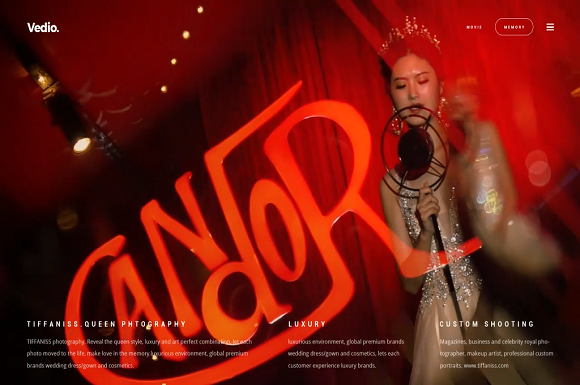 Vedio.
MOVIE
MEMORY
CANDOR
TIFFANISS.QUEEN PHOTOGRAPHY
TIFFANISS photography. Reveal the queen style, luxury and art perfect combination, let each
photo moved to the life, make love in the memory.luxurious environment, global premium
brands wedding dress/gown and cosmetics.
LUXURY
luxurious environment, global premium brands
wedding dress/gown and cosmetics, lets each
customer experience luxury brands.
CUSTOM SHOOTING
Magazines, business and celebrity royal pho-
tographer, makeup artist, professional custom
portraits. www.tiffaniss.com